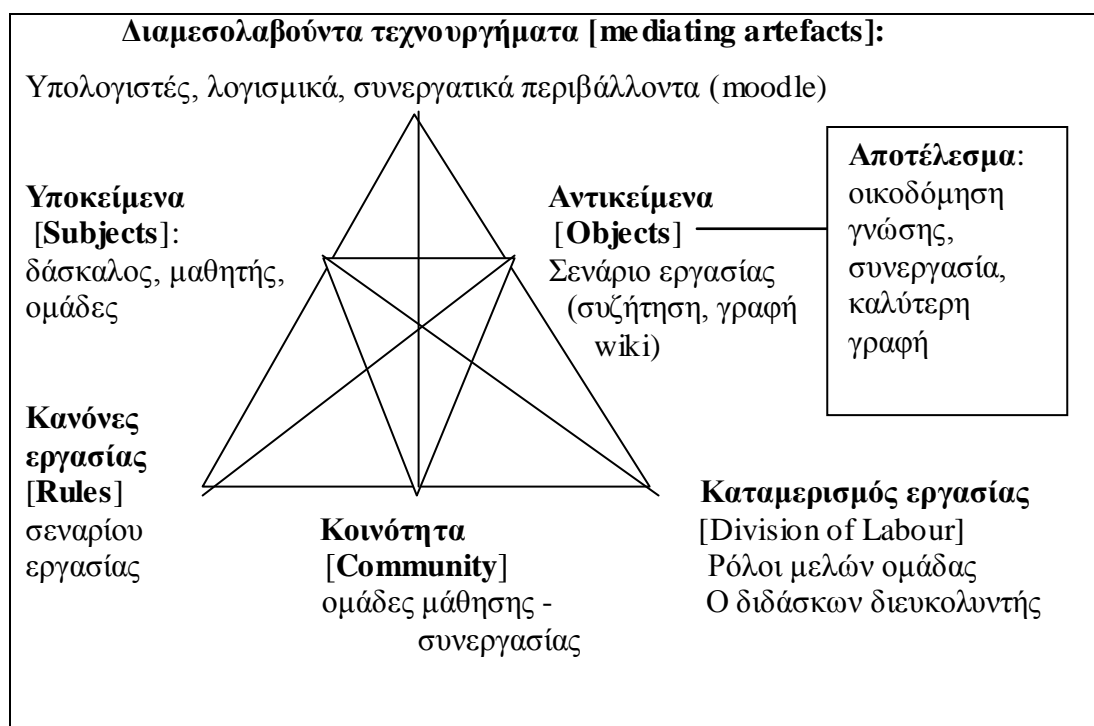 Διαμεσολαβούντα τεχνουργήματα [mediating artefacts]:
Υπολογιστές, λογισμικά, συνεργατικά περιβάλλοντα (moodle)
Υποκείμενα
[Subjects]:
δάσκαλος, μαθητής,
ομάδες
Αντικείμενα
[Objects]
Σενάριο εργασίας
(συζήτηση, γραφή
wiki)
Αποτέλεσμα:
οικοδόμηση
γνώσης,
συνεργασία,
καλύτερη
γραφή
Κανόνες
εργασίας
[Rules]
σεναρίου
εργασίας
Κοινότητα
[Community]
ομάδες μάθησης -
συνεργασίας
Καταμερισμός εργασίας
[Division of Labour]
Ρόλοι μελών ομάδας
Ο διδάσκων διευκολυντής